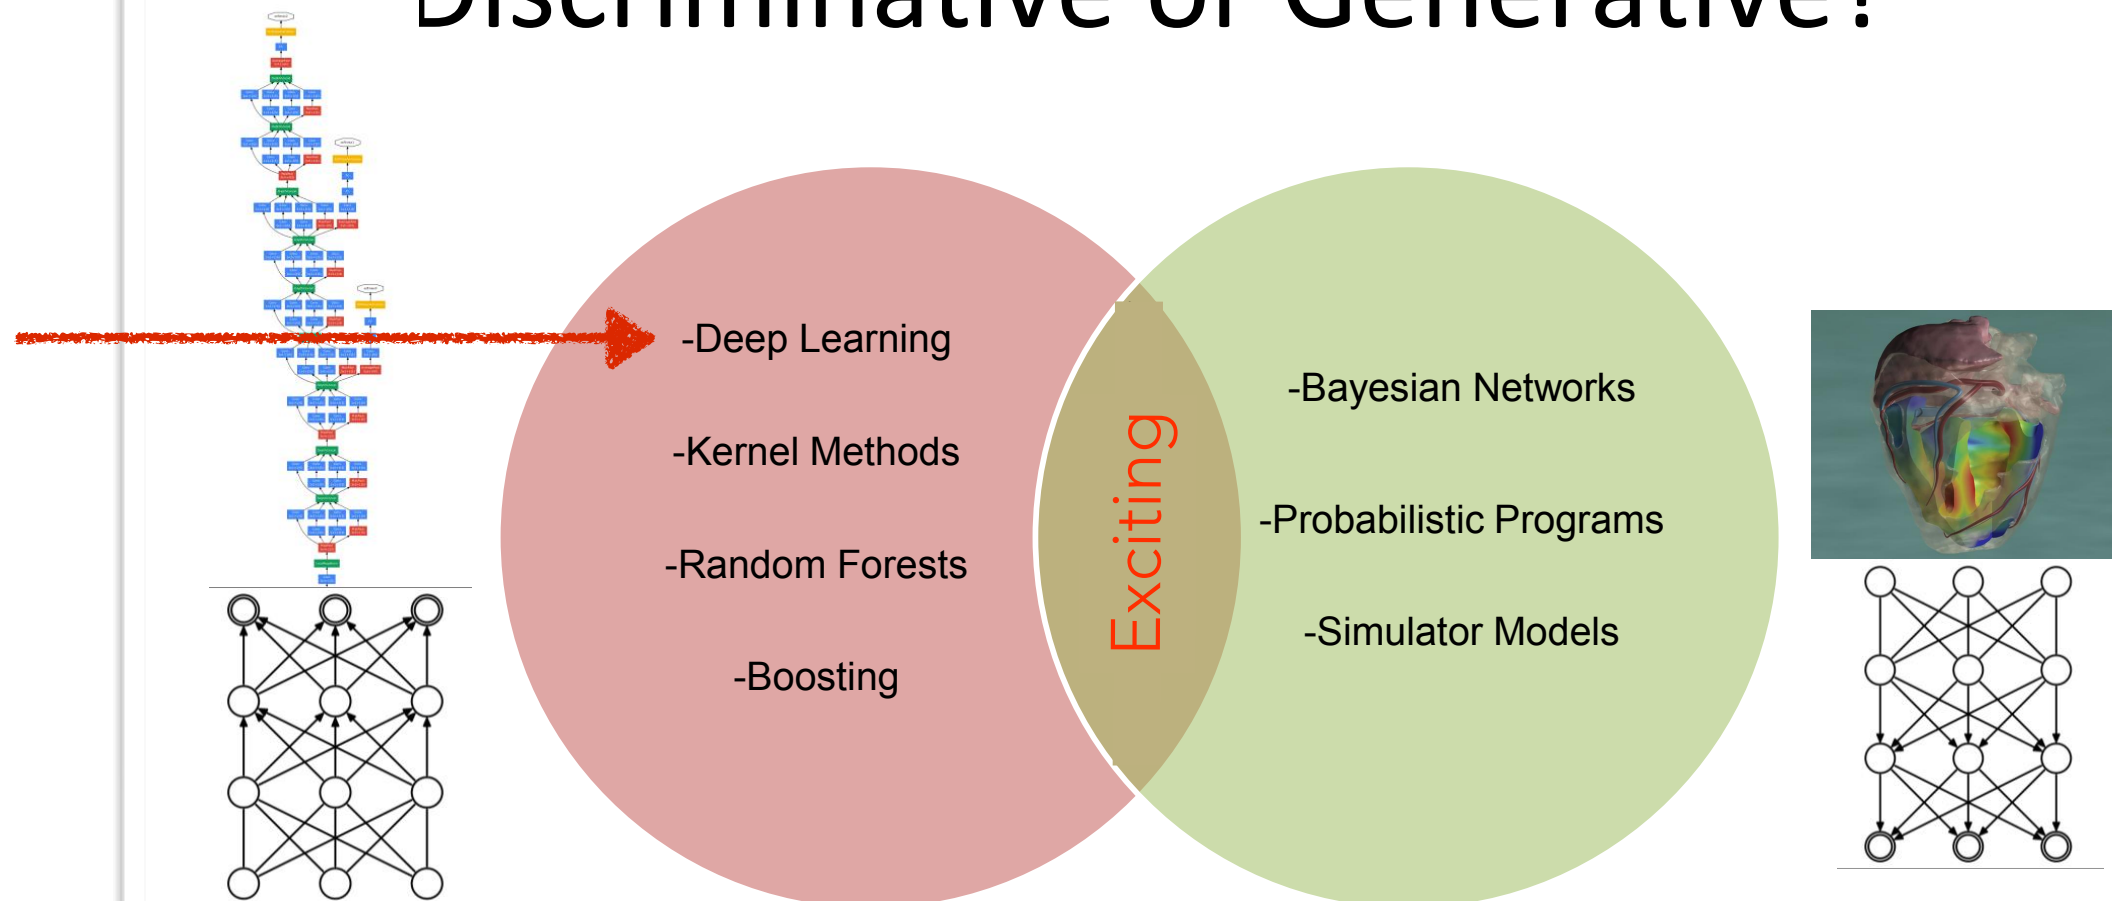 Discriminative or Generative?
-Deep Learning
-Kernel Methods
-Random Forests
-Boosting
Exciting
-Bayesian Networks
-Probabilistic Programs
-Simulator Models